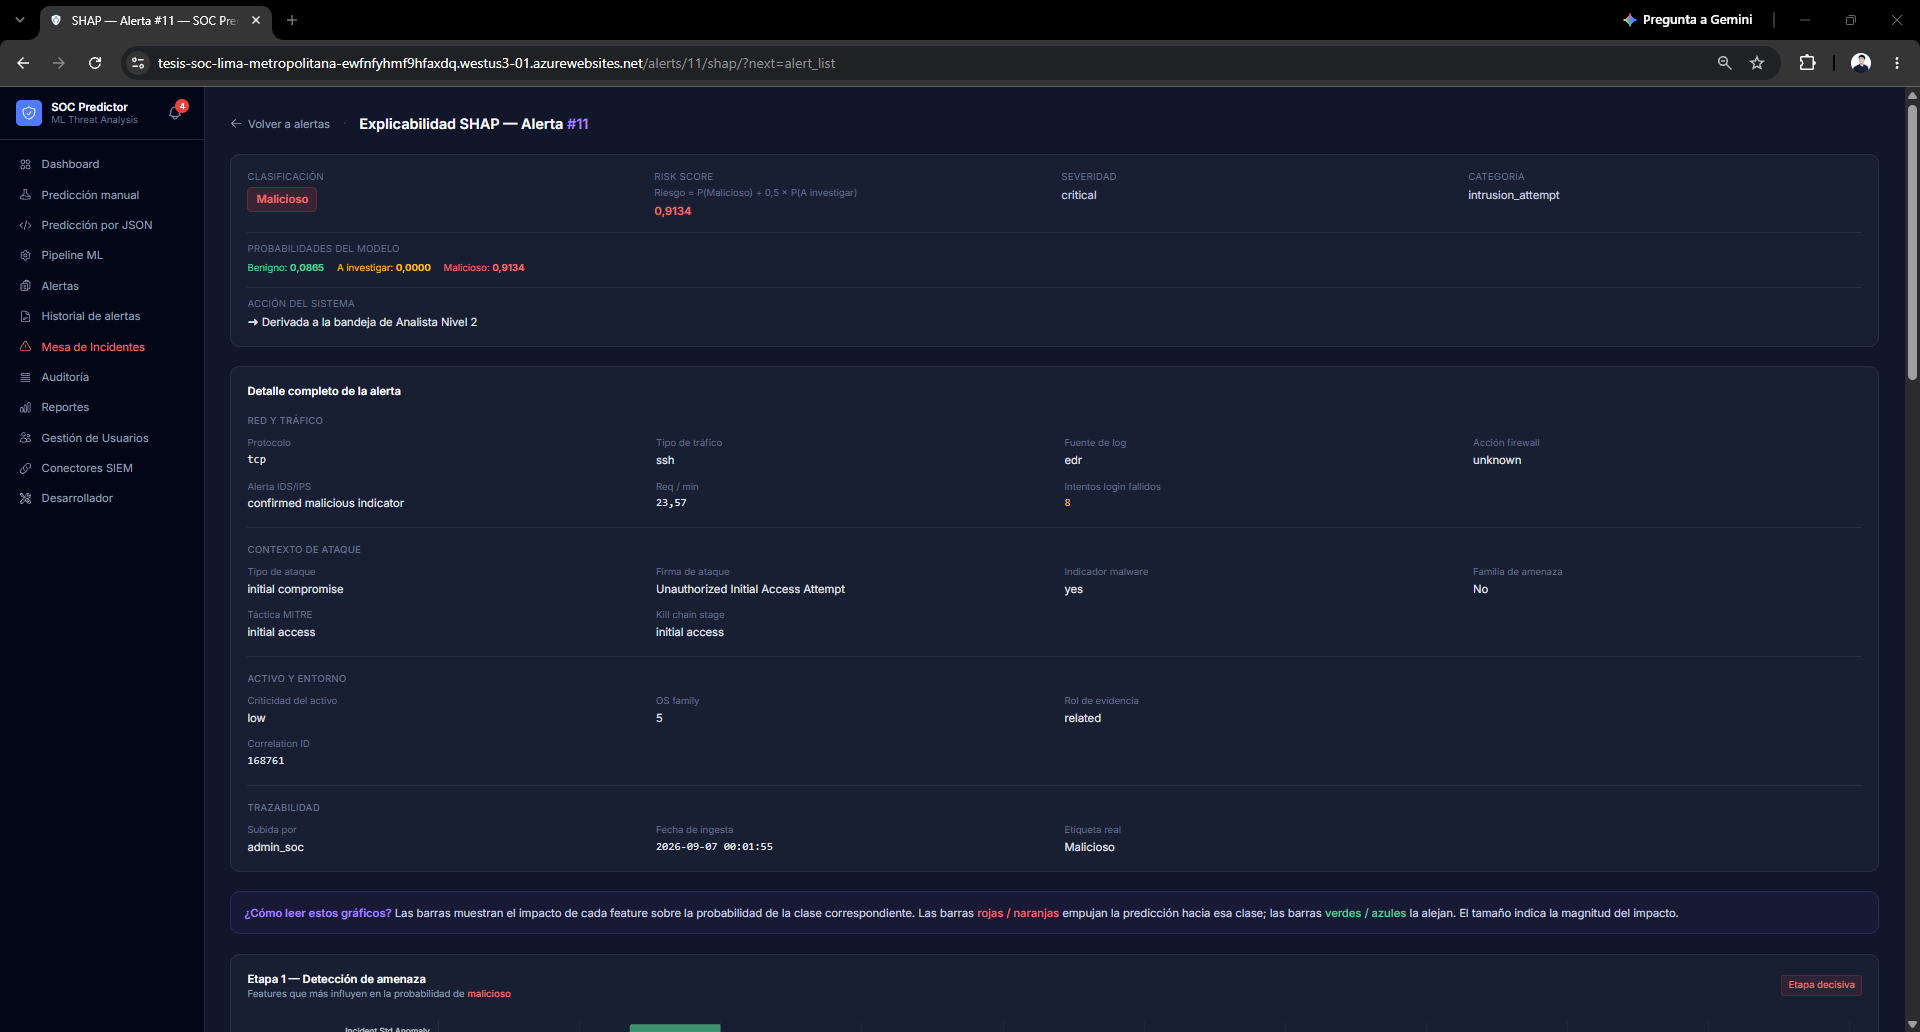 SHAP — Alerta #11 — SOC Pre
Pregunta a Gemini
tesis-soc-lima-metropolitana-ewfnfyhmf9hfaxdq.westus3-01.azurewebsites.net/alerts/11/shap/?next=alert_list
SOC Predictor
ML Threat Analysis
4
Dashboard
Predicción manual
Predicción por JSON
Pipeline ML
Alertas
Historial de alertas
Mesa de Incidentes
Auditoría
Reportes
Gestión de Usuarios
Conectores SIEM
Desarrollador
← Volver a alertas
Explicabilidad SHAP — Alerta #11
CLASIFICACIÓN
Malicioso
RISK SCORE
Riesgo = P(Malicioso) + 0,5 × P(A investigar)
0,9134
SEVERIDAD
critical
CATEGORÍA
intrusion_attempt
PROBABILIDADES DEL MODELO
Benigno: 0,0865 A investigar: 0,0000 Malicioso: 0,9134
ACCIÓN DEL SISTEMA
→ Derivada a la bandeja de Analista Nivel 2
Detalle completo de la alerta
RED Y TRÁFICO
Protocolo
tcp
Tipo de tráfico
ssh
Fuente de log
edr
Acción firewall
unknown
Alerta IDS/IPS
confirmed malicious indicator
Req / min
23,57
Intentos login fallidos
8
CONTEXTO DE ATAQUE
Tipo de ataque
initial compromise
Firma de ataque
Unauthorized Initial Access Attempt
Indicador malware
yes
Familia de amenaza
No
Táctica MITRE
initial access
Kill chain stage
initial access
ACTIVO Y ENTORNO
Criticidad del activo
low
OS family
5
Rol de evidencia
related
Correlation ID
168761
TRAZABILIDAD
Subida por
admin_soc
Fecha de ingesta
2026-09-07 00:01:55
Etiqueta real
Malicioso
¿Cómo leer estos gráficos? Las barras muestran el impacto de cada feature sobre la probabilidad de la clase correspondiente. Las barras rojas / naranjas empujan la predicción hacia esa clase; las barras verdes / azules la alejan. El tamaño indica la magnitud del impacto.
Etapa 1 — Detección de amenaza
Features que más influyen en la probabilidad de malicioso
Etapa decisiva
Incident Std Anomaly